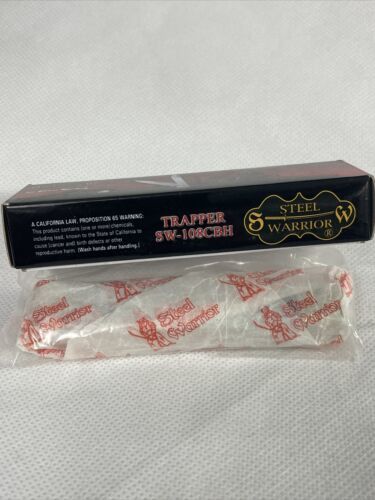 A CALIFORNIA LAW, PROPOSITION 65 WARNING:
This product contains (one or more) chemicals,
including lead, known to the State of California to
cause (cancer) and birth defects or other
reproductive harm. (Wash hands after handling.)
TRAPPER
SW-108CBH
S STEEL W
WARRIOR ®
Steel
Warrior
Steel
Warrior
Steel
Warrior